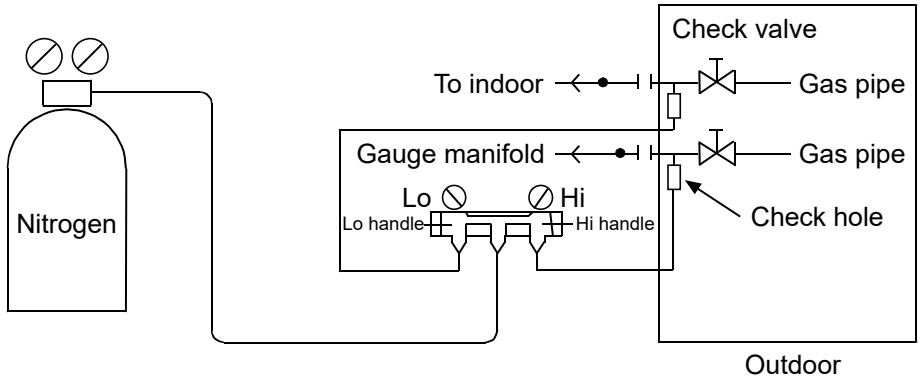 Check valve
To indoor
Gas pipe
Gauge manifold
Gas pipe
Lo
Hi
Lo handle
Hi handle
Check hole
Nitrogen
Outdoor